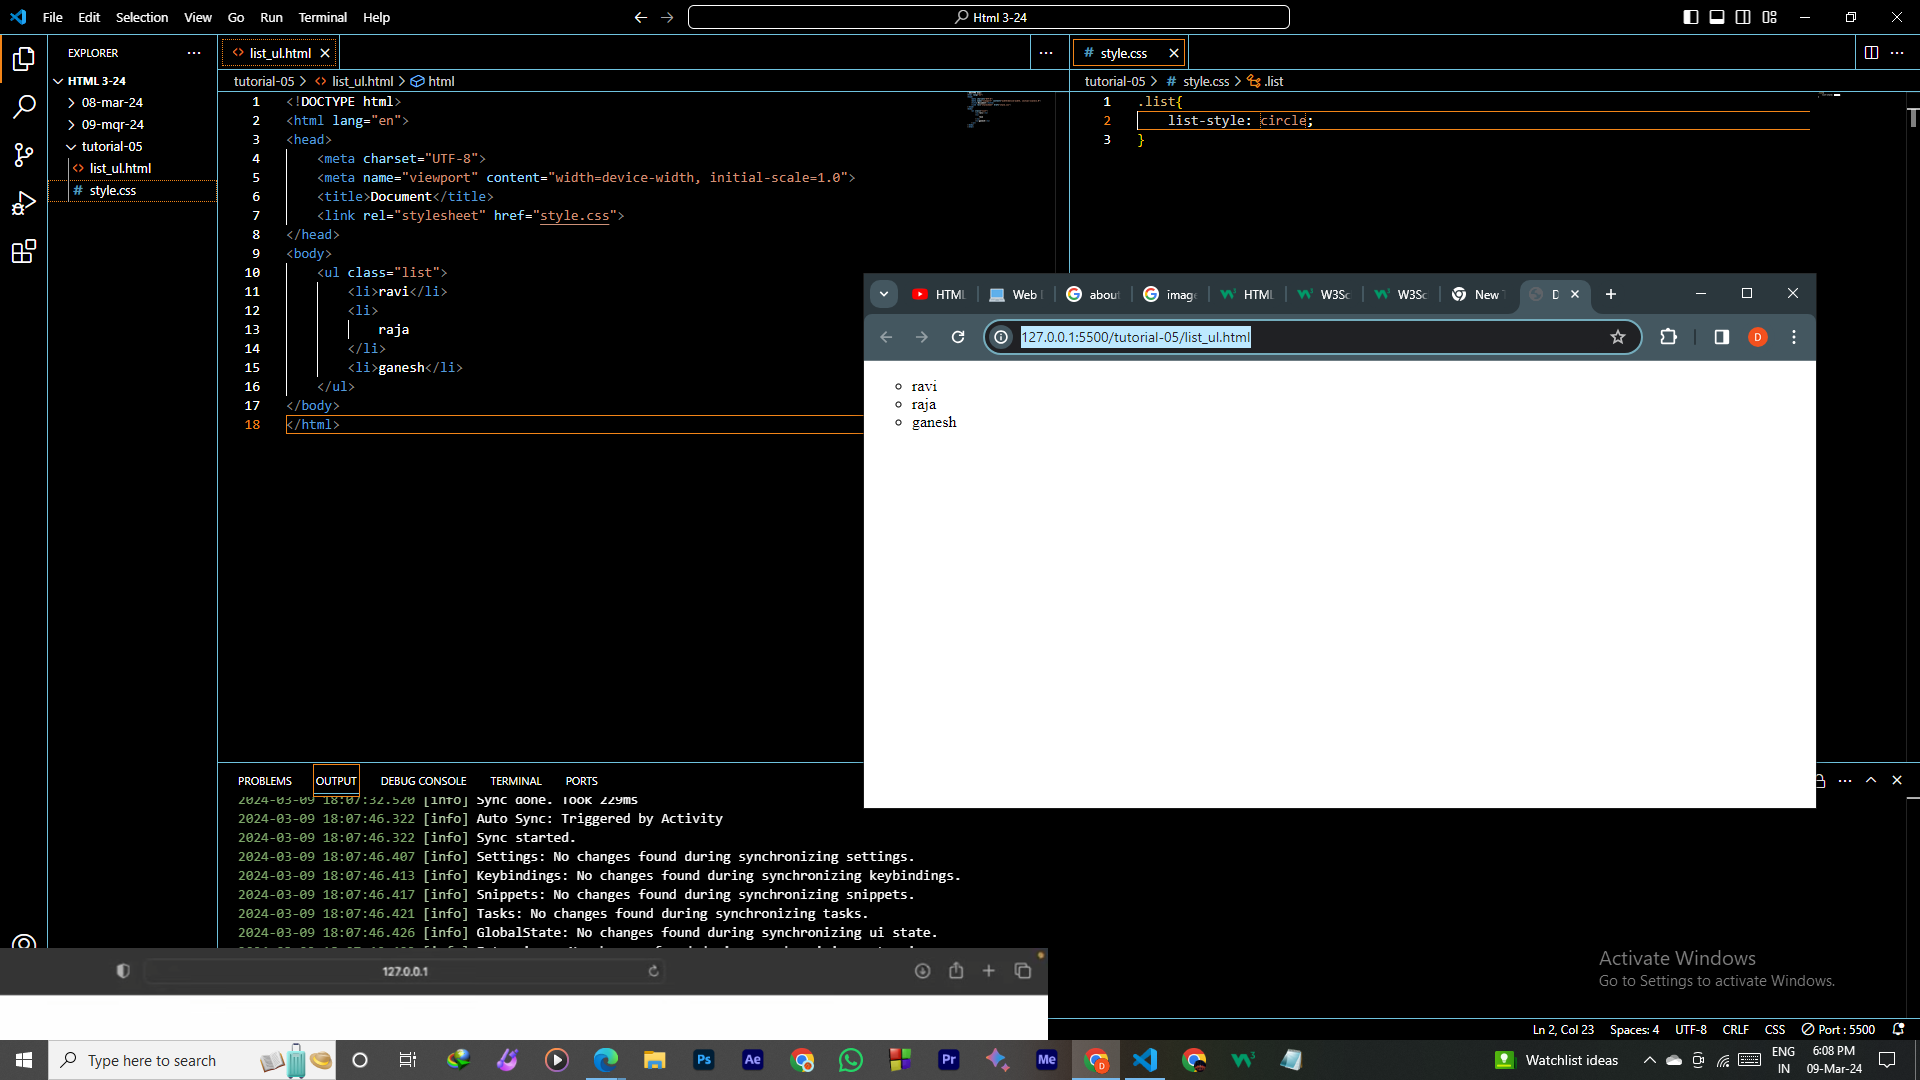 File Edit Selection View Go Run Terminal Help
Html 3-24
EXPLORER
HTML 3-24
08-mar-24
09-mqr-24
tutorial-05
list_ul.html
style.css
list_ul.html
tutorial-05 > list_ul.html > html
1 <!DOCTYPE html>
2 <html lang="en">
3 <head>
4 <meta charset="UTF-8">
5 <meta name="viewport" content="width=device-width, initial-scale=1.0">
6 <title>Document</title>
7 <link rel="stylesheet" href="style.css">
8 </head>
9 <body>
10 <ul class="list">
11 <li>ravi</li>
12 <li>
13 raja
14 </li>
15 <li>ganesh</li>
16 </ul>
17 </body>
18 </html>
style.css
tutorial-05 > style.css > .list
1 .list{
2 list-style: circle;
3 }
HTML Web abou imag HTML W3Sc W3Sc New D
127.0.0.1:5500/tutorial-05/list_ul.html
D
ravi
raja
ganesh
PROBLEMS OUTPUT DEBUG CONSOLE TERMINAL PORTS
2024-03-09 18:07:32.520 [info] Sync done. Took 229ms
2024-03-09 18:07:46.322 [info] Auto Sync: Triggered by Activity
2024-03-09 18:07:46.322 [info] Sync started.
2024-03-09 18:07:46.407 [info] Settings: No changes found during synchronizing settings.
2024-03-09 18:07:46.413 [info] Keybindings: No changes found during synchronizing keybindings.
2024-03-09 18:07:46.417 [info] Snippets: No changes found during synchronizing snippets.
2024-03-09 18:07:46.421 [info] Tasks: No changes found during synchronizing tasks.
2024-03-09 18:07:46.426 [info] GlobalState: No changes found during synchronizing ui state.
127.0.0.1
Activate Windows
Go to Settings to activate Windows.
Ln 2, Col 23 Spaces: 4 UTF-8 CRLF CSS Port : 5500
Type here to search
Ps Ae Pr Me
Watchlist ideas
ENG
IN
6:08 PM
09-Mar-24